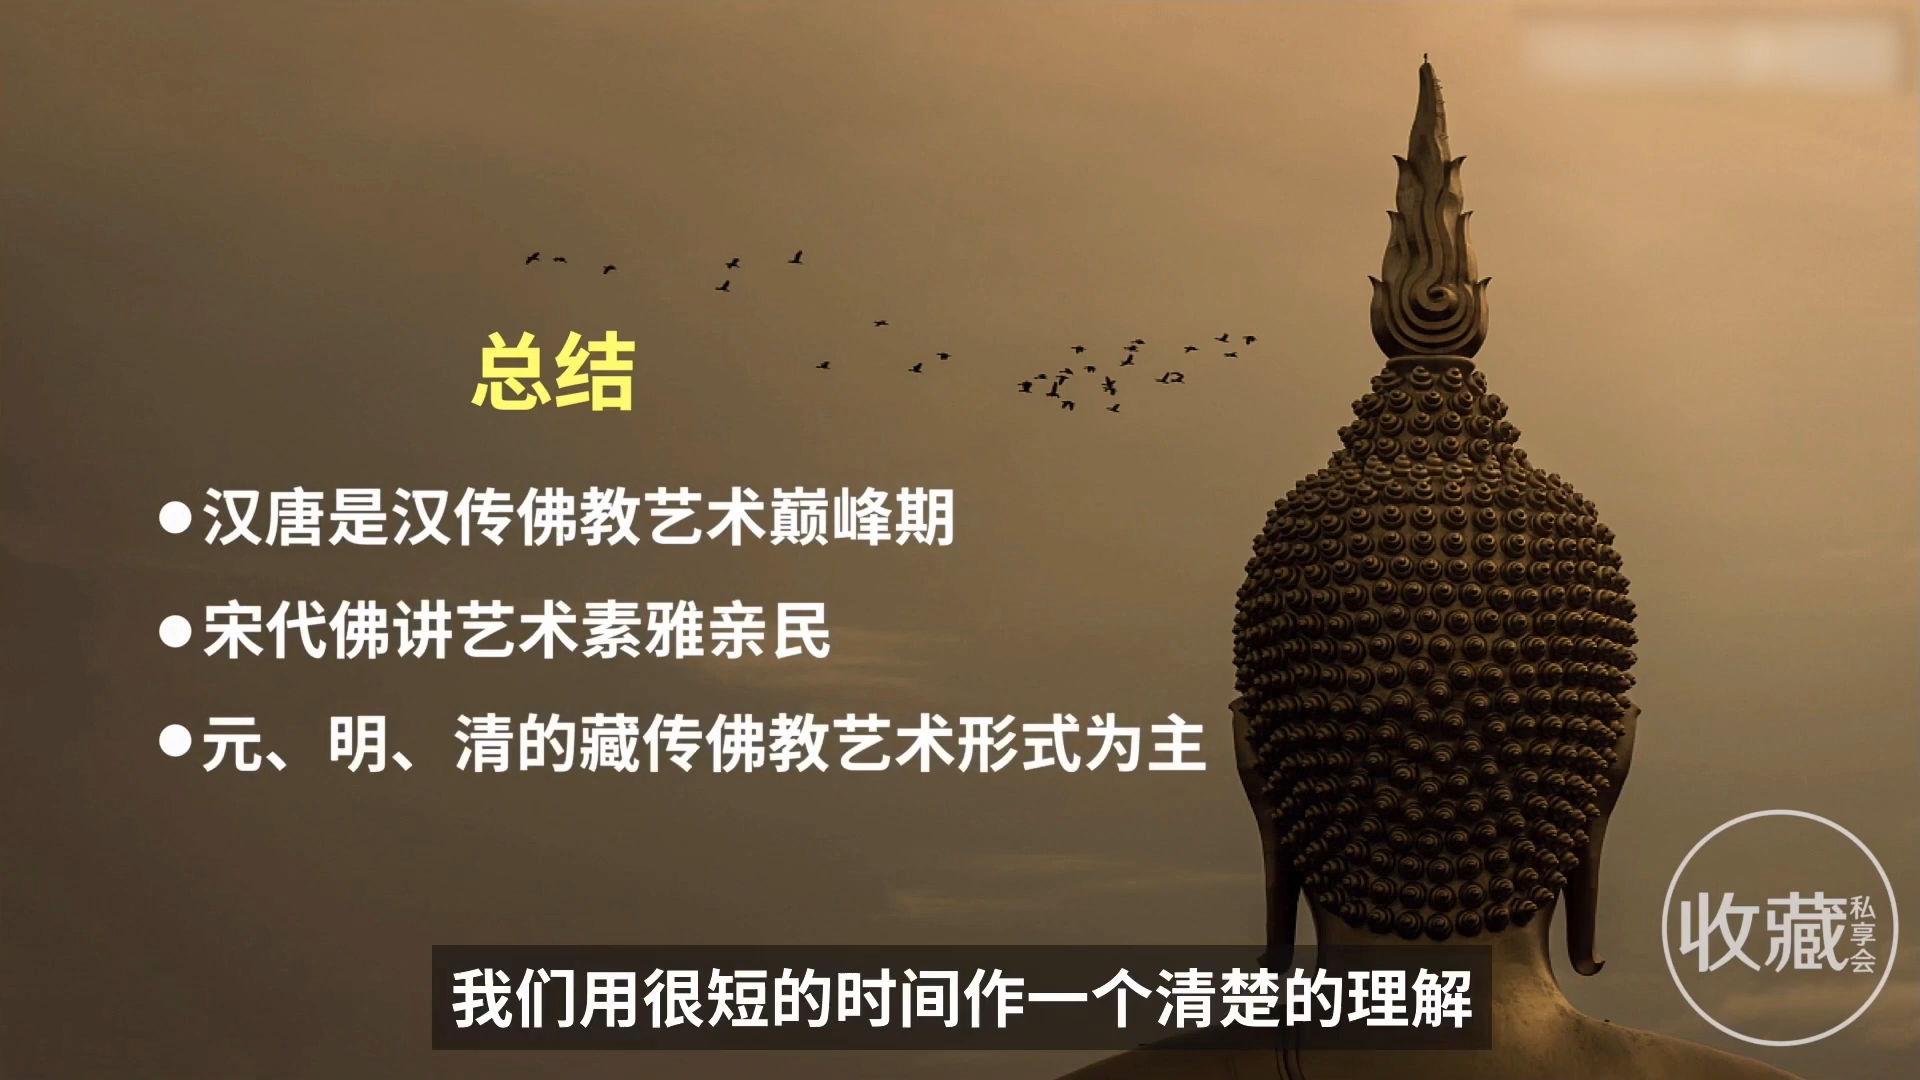 总结
●汉唐是汉传佛教艺术巅峰期
●宋代佛讲艺术素雅亲民
●元、明、清的藏传佛教艺术形式为主
收藏
私享会
我们用很短的时间作一个清楚的理解